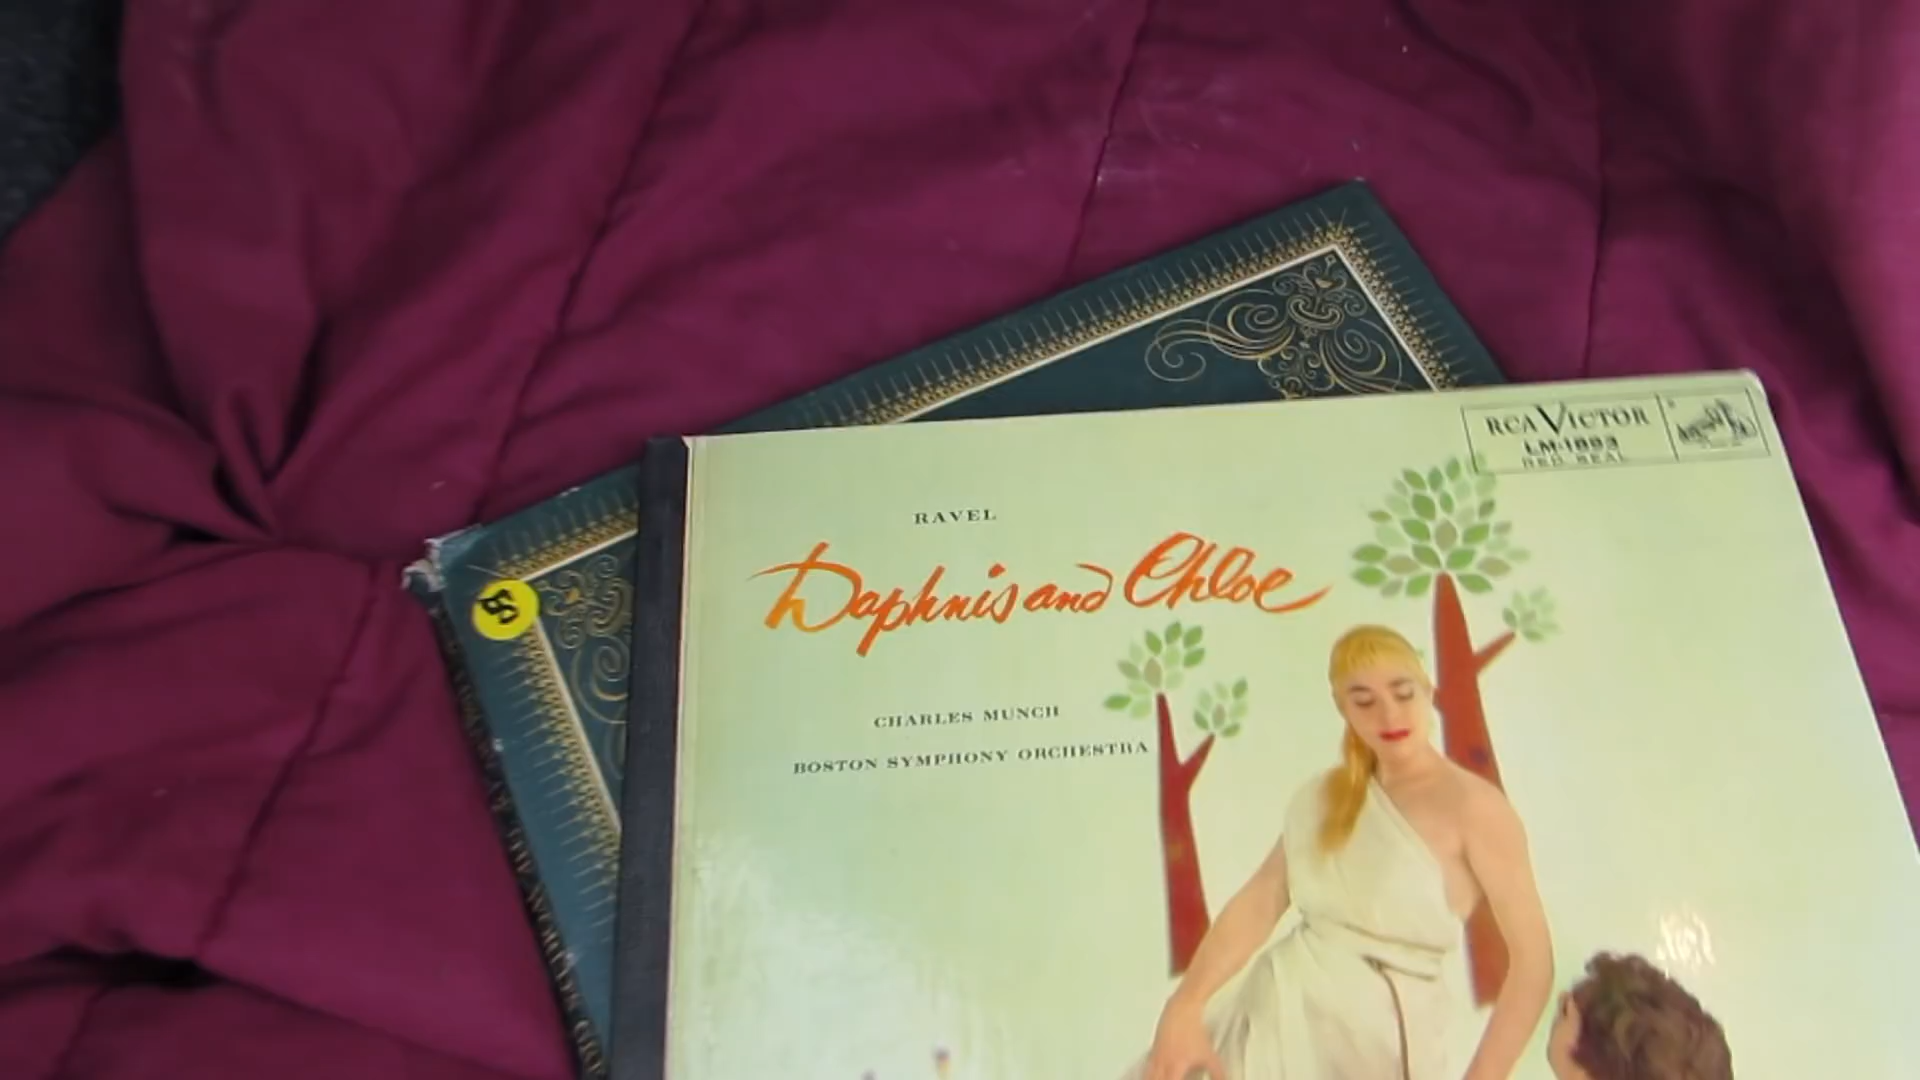 RCA VICTOR
LM-1893
RED SEAL
RAVEL
Daphnis and Chloe
CHARLES MUNCH
BOSTON SYMPHONY ORCHESTRA